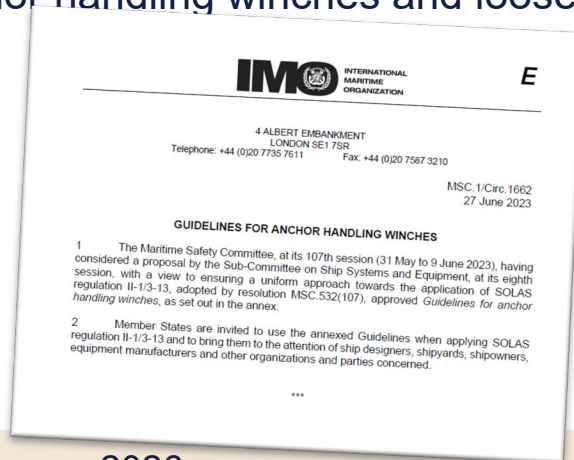 handling winches and loose
IMO
INTERNATIONAL
MARITIME
ORGANIZATION
E
4 ALBERT EMBANKMENT
LONDON SE1 7SR
Telephone: +44 (0)20 7735 7611 Fax: +44 (0)20 7587 3210
MSC.1/Circ.1662
27 June 2023
GUIDELINES FOR ANCHOR HANDLING WINCHES
1 The Maritime Safety Committee, at its 107th session (31 May to 9 June 2023), having
considered a proposal by the Sub-Committee on Ship Systems and Equipment, at its eighth
session, with a view to ensuring a uniform approach towards the application of SOLAS
regulation II-1/3-13, adopted by resolution MSC.532(107), approved Guidelines for anchor
handling winches, as set out in the annex.
2 Member States are invited to use the annexed Guidelines when applying SOLAS
regulation II-1/3-13 and to bring them to the attention of ship designers, shipyards, shipowners,
equipment manufacturers and other organizations and parties concerned.
***